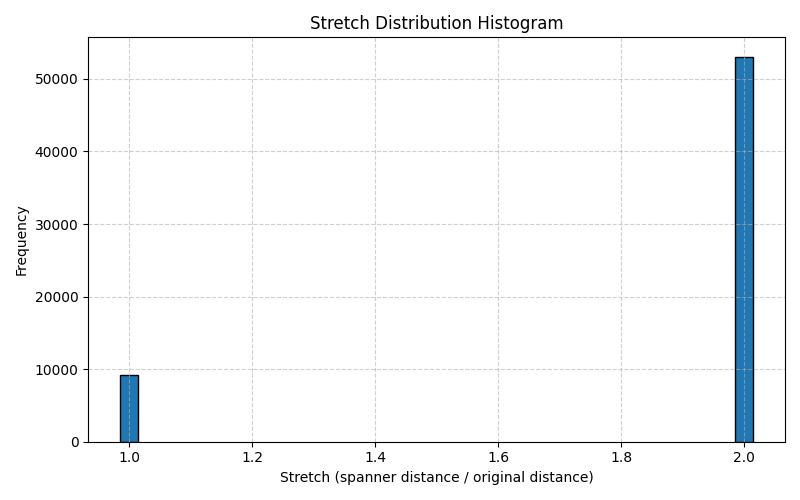 Stretch Distribution Histogram
Frequency
50000
40000
30000
20000
10000
0
1.0 1.2 1.4 1.6 1.8 2.0
Stretch (spanner distance / original distance)